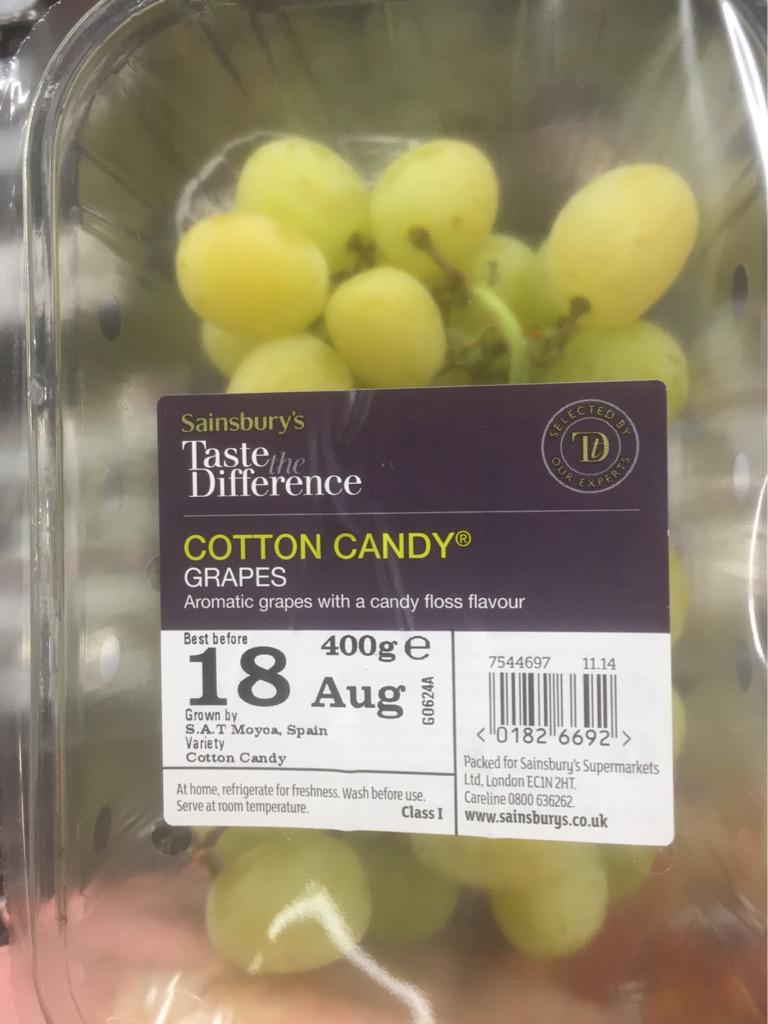 Sainsbury's
Taste the
Difference
SELECTED BY
TtD
OUR EXPERTS
COTTON CANDY®
GRAPES
Aromatic grapes with a candy floss flavour
Best before
18 Aug
400g e
G0624A
Grown by
S.A.T Moyca, Spain
Variety
Cotton Candy
At home, refrigerate for freshness. Wash before use.
Serve at room temperature.
Class I
7544697 11.14
< 0182 6692 >
Packed for Sainsbury's Supermarkets
Ltd, London EC1N 2HT.
Careline 0800 636262.
www.sainsburys.co.uk